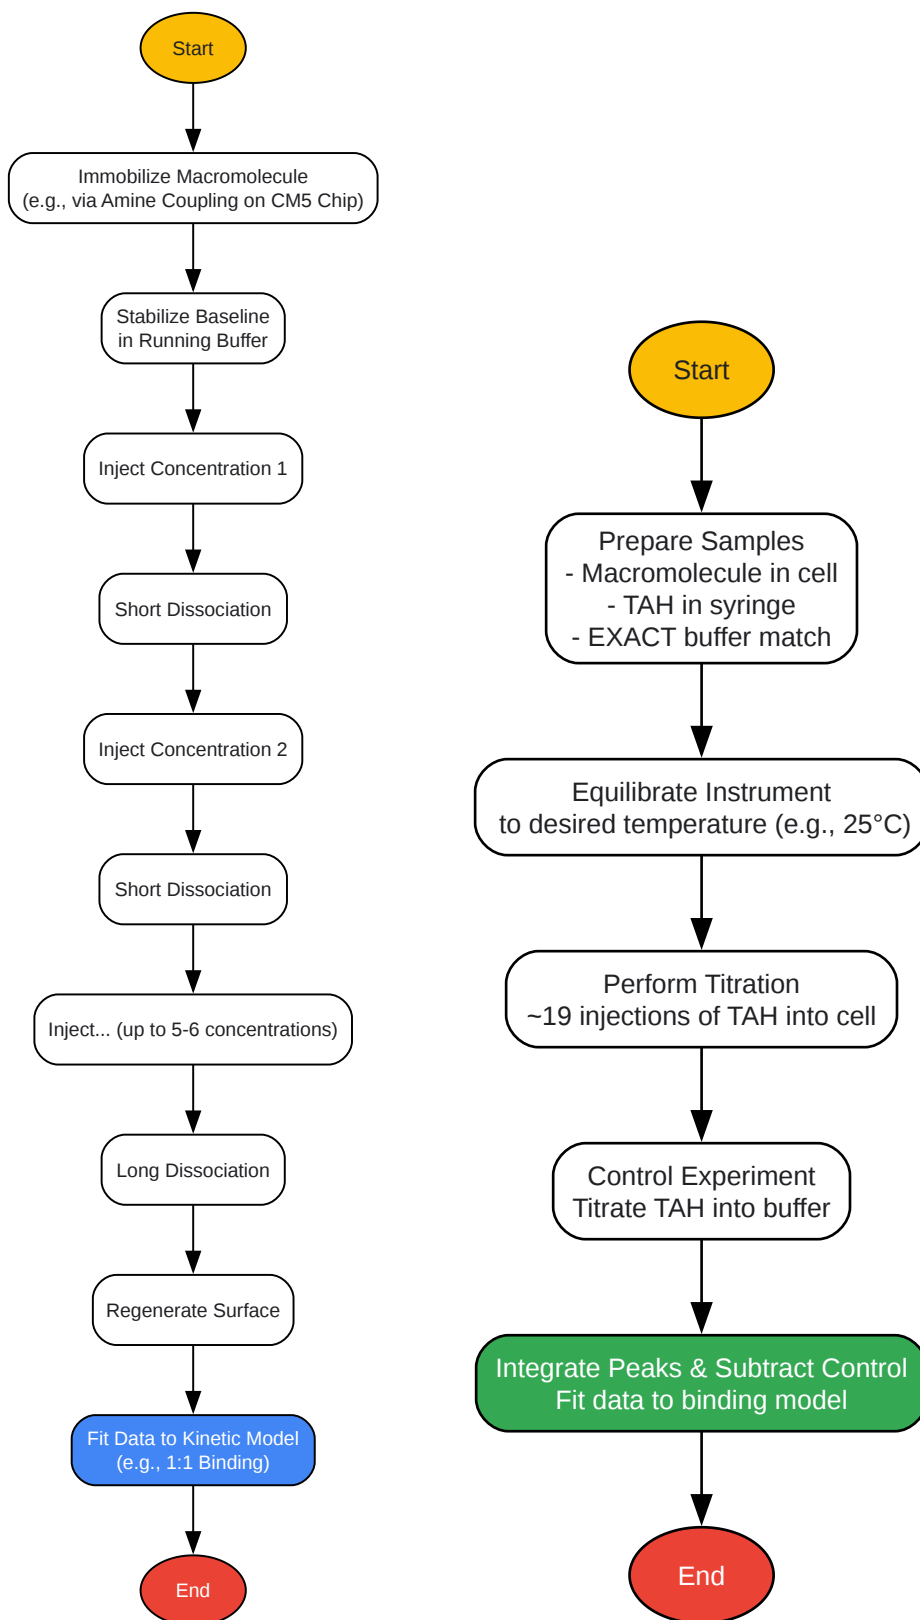 Start
Immobilize Macromolecule
(e.g., via Amine Coupling on CM5 Chip)
Stabilize Baseline
in Running Buffer
Inject Concentration 1
Short Dissociation
Inject Concentration 2
Short Dissociation
Inject... (up to 5-6 concentrations)
Long Dissociation
Regenerate Surface
Fit Data to Kinetic Model
(e.g., 1:1 Binding)
End
Start
Prepare Samples
- Macromolecule in cell
- TAH in syringe
- EXACT buffer match
Equilibrate Instrument
to desired temperature (e.g., 25°C)
Perform Titration
~19 injections of TAH into cell
Control Experiment
Titrate TAH into buffer
Integrate Peaks & Subtract Control
Fit data to binding model
End